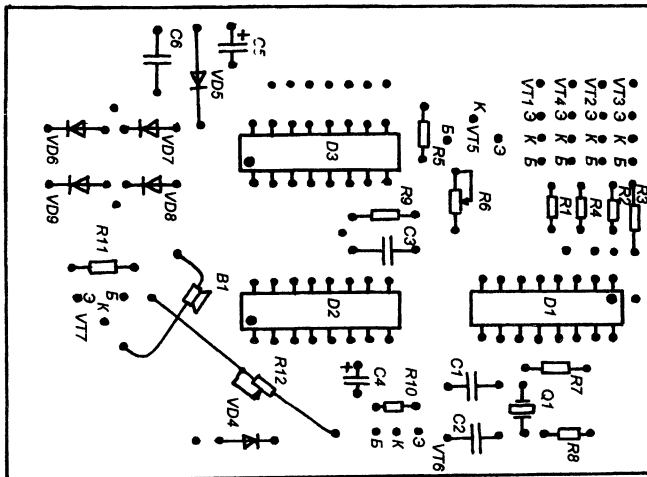 C6
C5
VD5
VD6
VD7
VD9
VD8
D3
К
Б
VT5
Э
R5
R6
VT1 Э К Б
VT4 Э К Б
VT2 Э К Б
VT3 Э К Б
R1
R4
R2
R3
R9
C3
R11
B1
Б
Э
К
VT7
D2
D1
R12
VD4
C4
R10
C1
C2
Q1
R7
R8
Б К Э
VT6